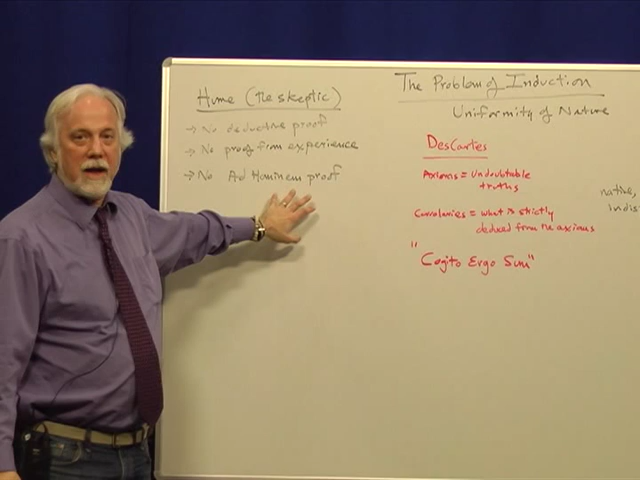 Hume (The skeptic)
→ No deductive proof
→ No proof from experience
→ No Ad Hominem proof
The Problem of Induction
Uniformity of Nature
Descartes
Axioms = Undoubtable
truths
Corrolaries = what is strictly
deduced from the axioms
"Cogito Ergo Sum"
native,
indis